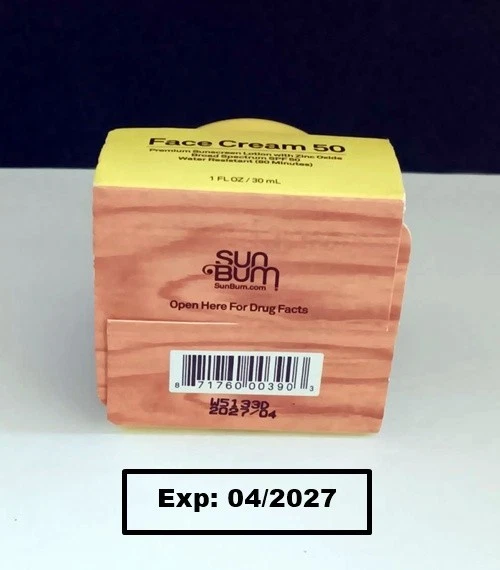 Face Cream 50
Premium Sunscreen Lotion with Zinc Oxide
Broad Spectrum SPF 50
Water Resistant (80 Minutes)
1 FL OZ / 30 mL
SUN
BUM
SunBum.com
Open Here For Drug Facts
8 71760 00390 3
W5133D
2027/04
Exp: 04/2027